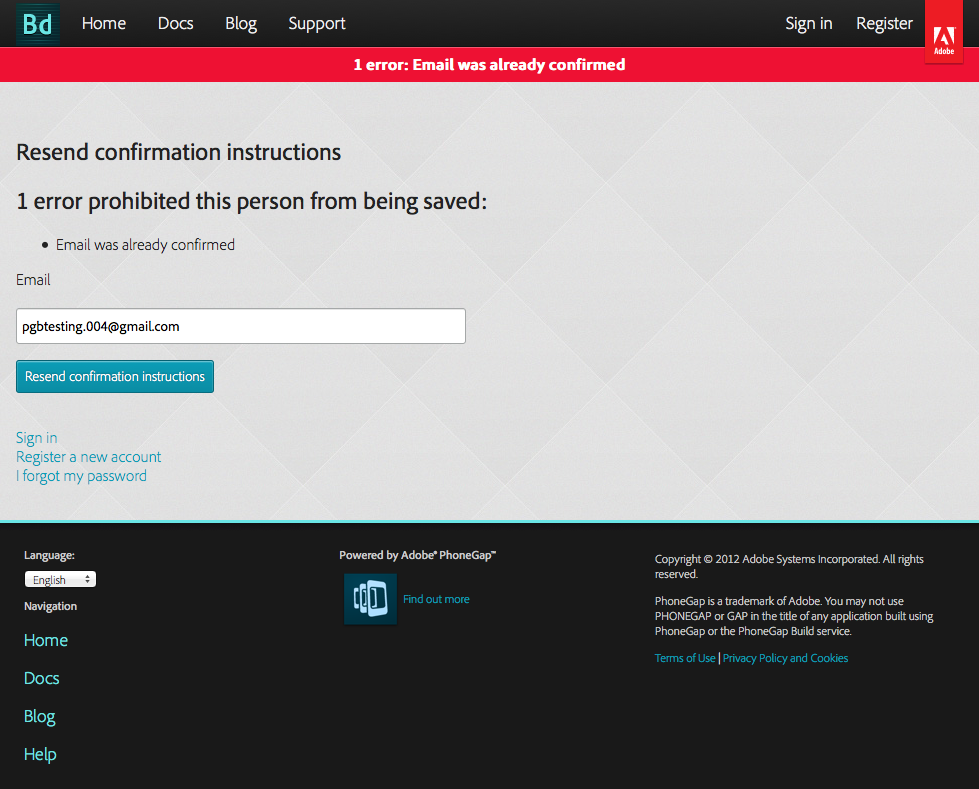 Bd Home Docs Blog Support Sign in Register
Adobe
1 error: Email was already confirmed
Resend confirmation instructions
1 error prohibited this person from being saved:
Email was already confirmed
Email
pgbtesting.004@gmail.com
Resend confirmation instructions
Sign in
Register a new account
I forgot my password
Language:
English
Navigation
Home
Docs
Blog
Help
Powered by Adobe® PhoneGap™
Find out more
Copyright © 2012 Adobe Systems Incorporated. All rights
reserved.
PhoneGap is a trademark of Adobe. You may not use
PHONEGAP or GAP in the title of any application built using
PhoneGap or the PhoneGap Build service.
Terms of Use | Privacy Policy and Cookies